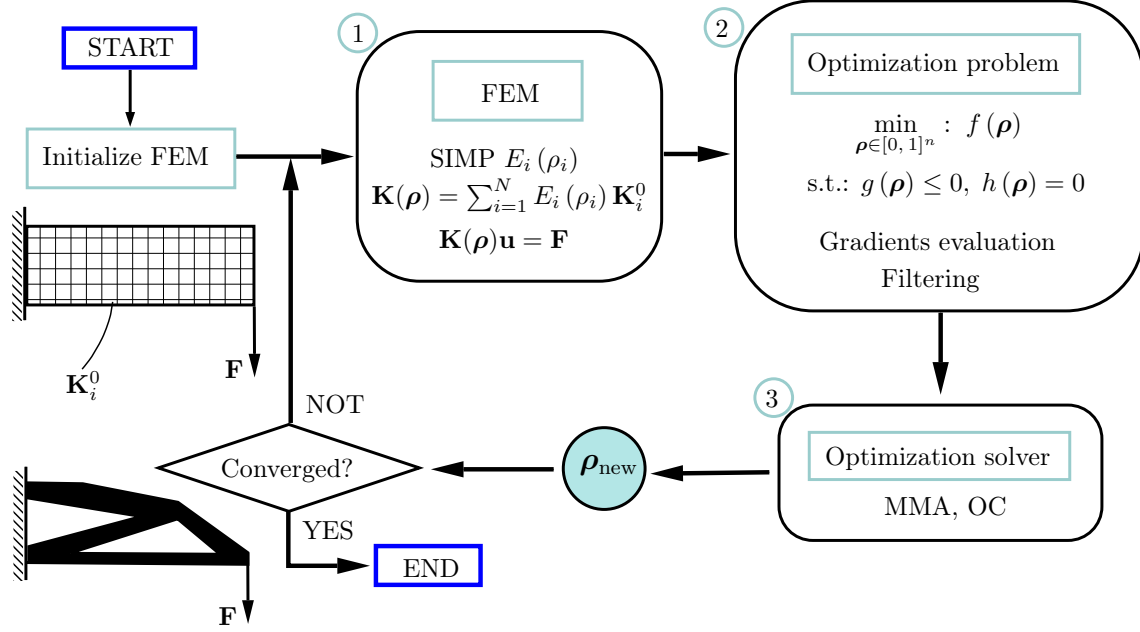 START
Initialize FEM
K_i^0
F
1
FEM
SIMP E_i (ρ_i)
K(ρ) = ∑_{i=1}^N E_i (ρ_i) K_i^0
K(ρ)u = F
2
Optimization problem
min_{ρ∈[0, 1]^n} : f (ρ)
s.t.: g (ρ) ≤ 0, h (ρ) = 0
Gradients evaluation
Filtering
3
Optimization solver
MMA, OC
ρ_new
Converged?
NOT
YES
END
F